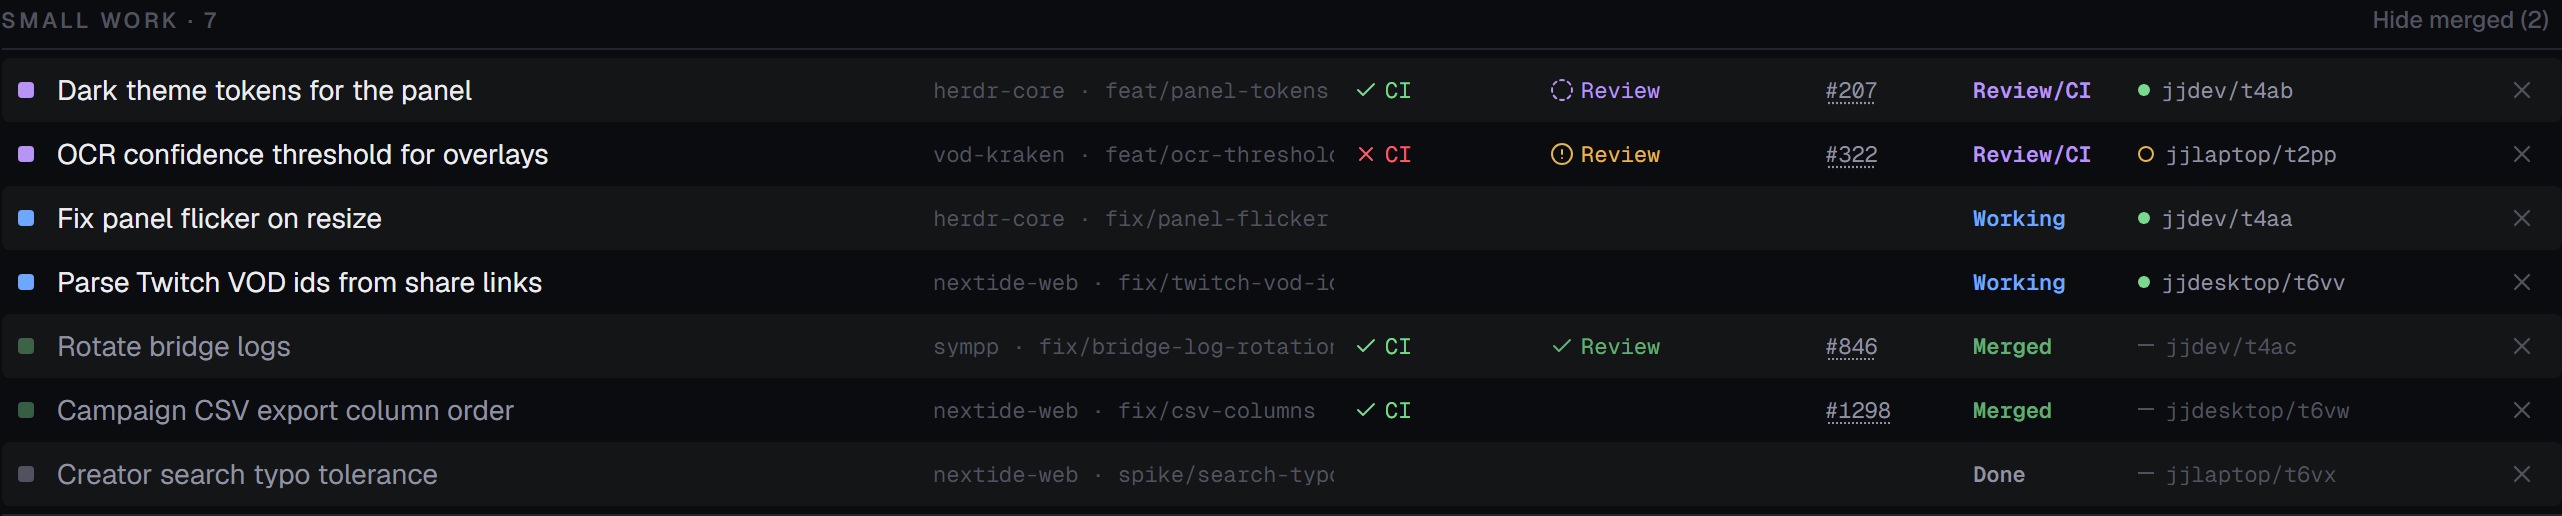 SMALL WORK · 7 Hide merged (2)
Dark theme tokens for the panel herdr-core · feat/panel-tokens CI Review #207 Review/CI jjdev/t4ab
OCR confidence threshold for overlays vod-kraken · feat/ocr-threshold CI Review #322 Review/CI jjlaptop/t2pp
Fix panel flicker on resize herdr-core · fix/panel-flicker Working jjdev/t4aa
Parse Twitch VOD ids from share links nextide-web · fix/twitch-vod-id Working jjdesktop/t6vv
Rotate bridge logs sympp · fix/bridge-log-rotation CI Review #846 Merged jjdev/t4ac
Campaign CSV export column order nextide-web · fix/csv-columns CI #1298 Merged jjdesktop/t6vw
Creator search typo tolerance nextide-web · spike/search-typo Done jjlaptop/t6vx